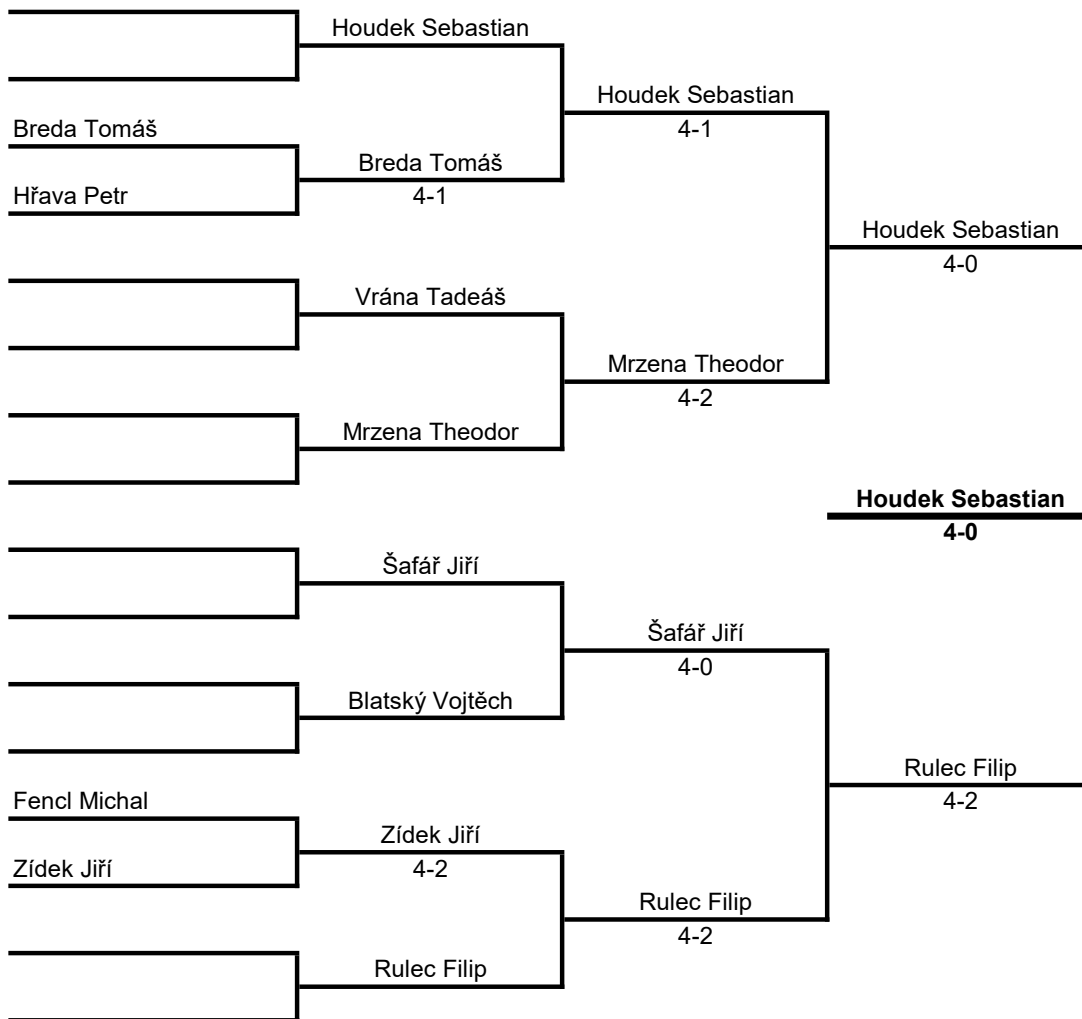 Houdek Sebastian
Houdek Sebastian
4-1
Breda Tomáš
Breda Tomáš
4-1
Hřava Petr
Houdek Sebastian
4-0
Vrána Tadeáš
Mrzena Theodor
4-2
Mrzena Theodor
Houdek Sebastian
4-0
Šafář Jiří
Šafář Jiří
4-0
Blatský Vojtěch
Rulec Filip
4-2
Fencl Michal
Zídek Jiří
4-2
Zídek Jiří
Rulec Filip
4-2
Rulec Filip